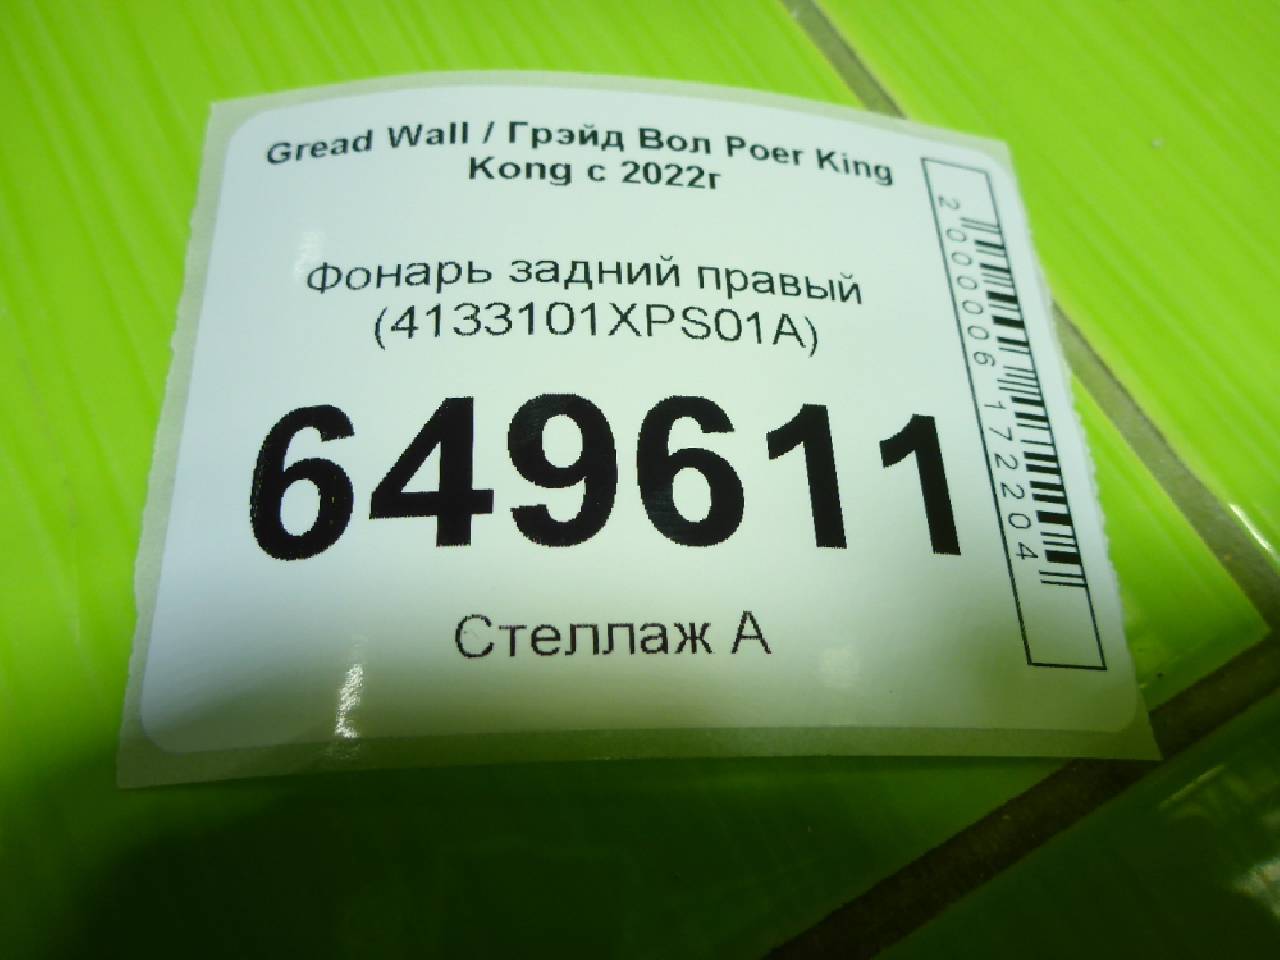 Gread Wall / Грэйд Вол Poer King
Kong с 2022г
Фонарь задний правый
(4133101XPS01A)
649611
Стеллаж А
2000006172204